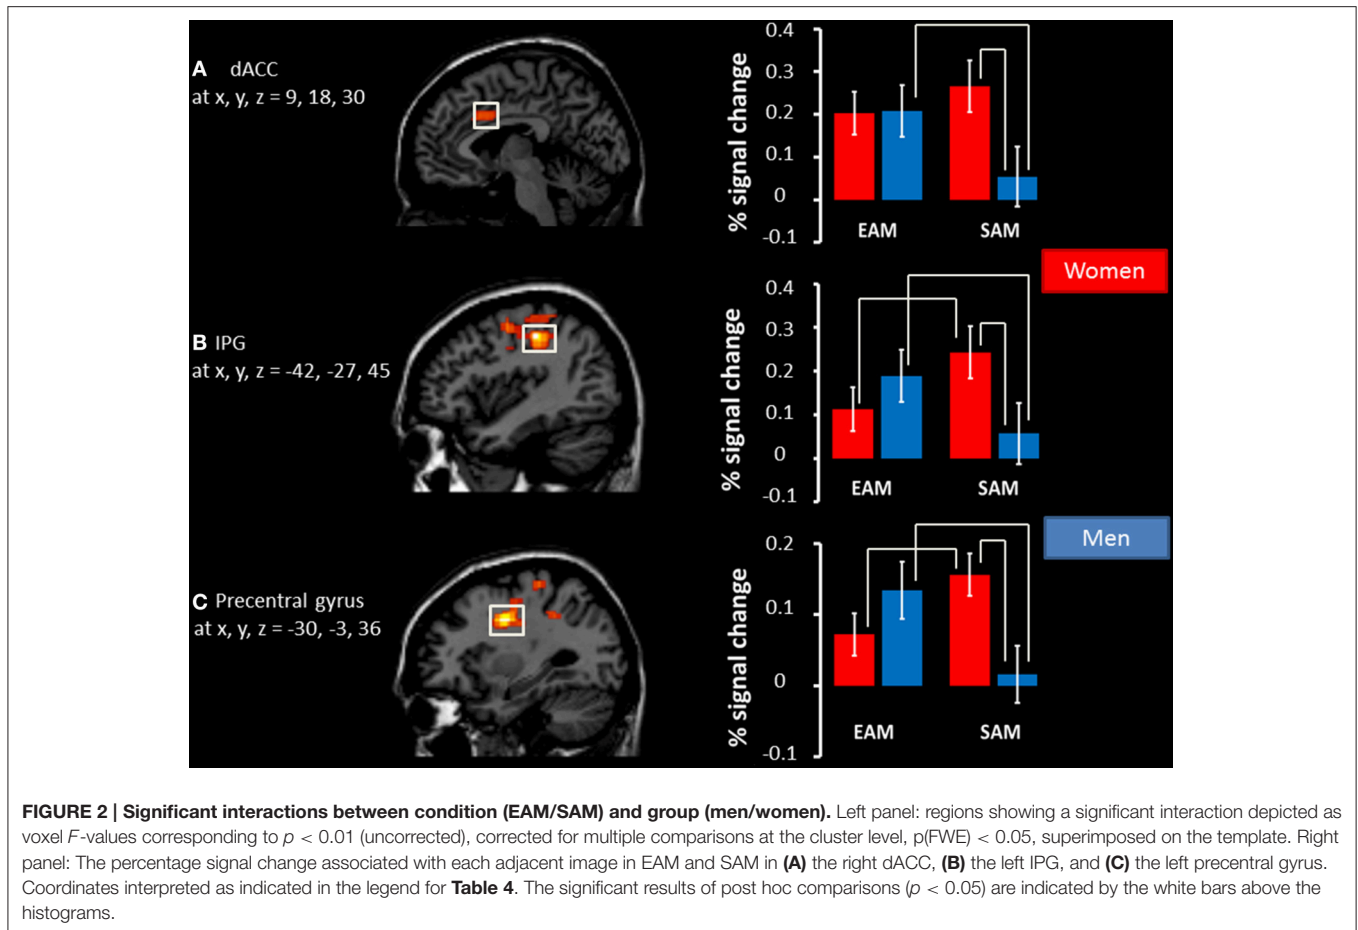 A dACC
at x, y, z = 9, 18, 30
% signal change
0.4
0.3
0.2
0.1
0
-0.1
EAM
SAM
Women
B IPG
at x, y, z = -42, -27, 45
% signal change
0.4
0.3
0.2
0.1
0
-0.1
EAM
SAM
Men
C Precentral gyrus
at x, y, z = -30, -3, 36
% signal change
0.2
0.1
0
-0.1
EAM
SAM
FIGURE 2 | Significant interactions between condition (EAM/SAM) and group (men/women). Left panel: regions showing a significant interaction depicted as
voxel F-values corresponding to p < 0.01 (uncorrected), corrected for multiple comparisons at the cluster level, p(FWE) < 0.05, superimposed on the template. Right
panel: The percentage signal change associated with each adjacent image in EAM and SAM in (A) the right dACC, (B) the left IPG, and (C) the left precentral gyrus.
Coordinates interpreted as indicated in the legend for Table 4. The significant results of post hoc comparisons (p < 0.05) are indicated by the white bars above the
histograms.